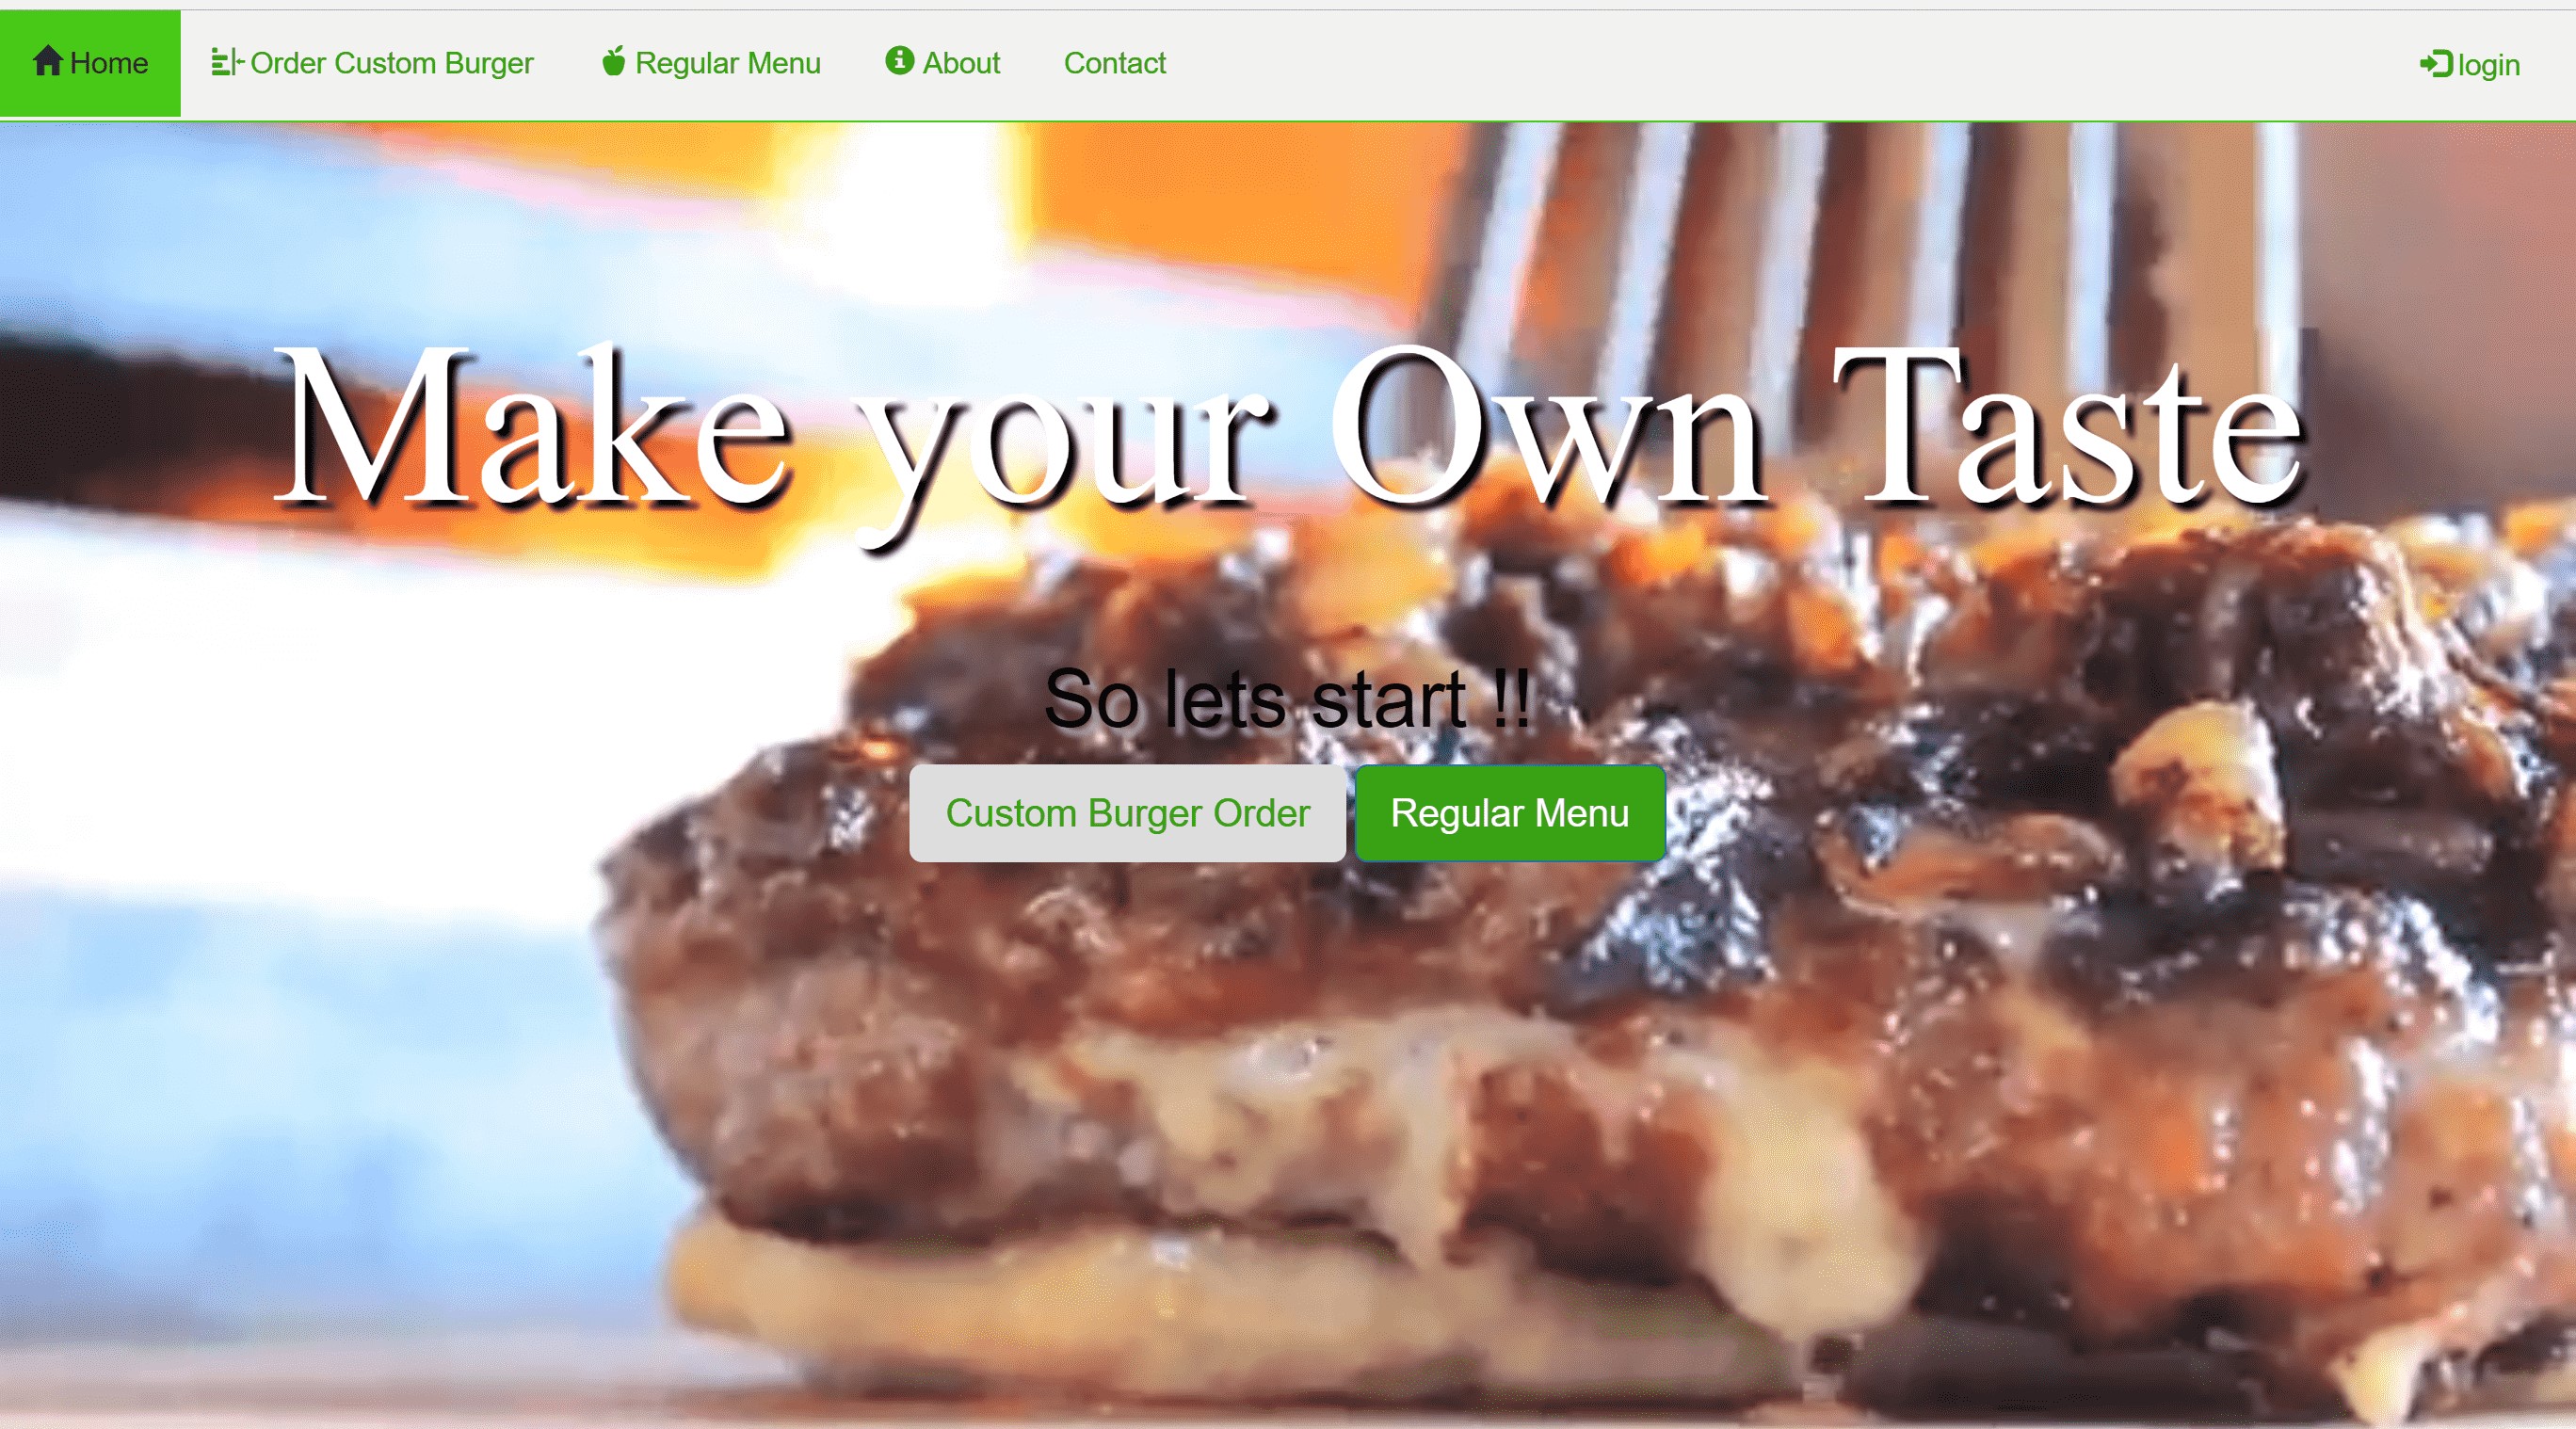 Home Order Custom Burger Regular Menu About Contact login
Make your Own Taste
So lets start !!
Custom Burger Order Regular Menu